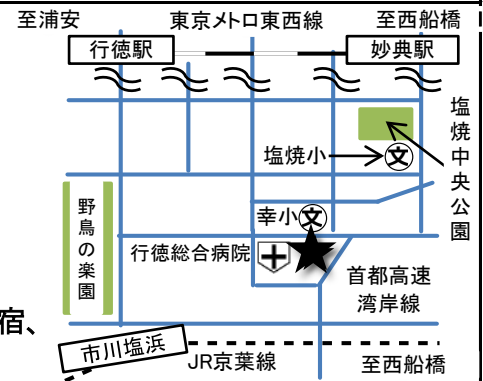 至浦安 東京メトロ東西線 至西船橋
行徳駅 妙典駅
塩焼中央公園
塩焼小
文
野鳥の楽園
幸小 文
行徳総合病院
首都高速
湾岸線
宿、
市川塩浜
JR京葉線 至西船橋